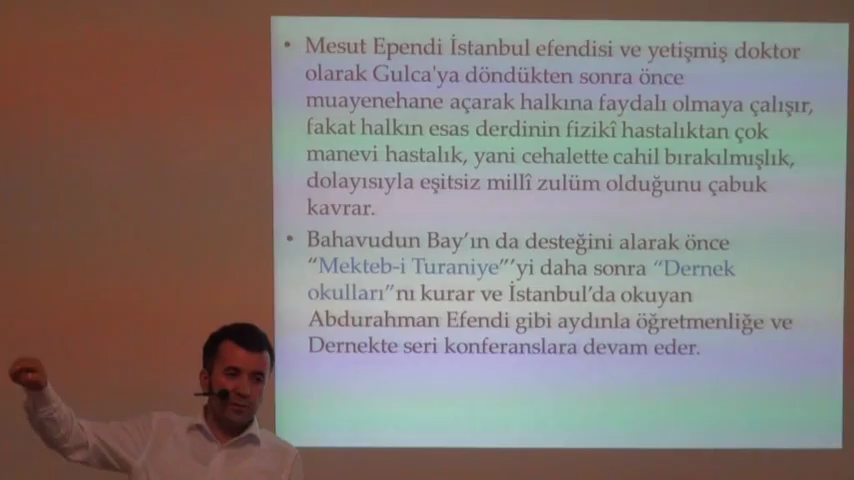 • Mesut Ependi İstanbul efendisi ve yetişmiş doktor
olarak Gulca'ya döndükten sonra önce
muayenehane açarak halkına faydalı olmaya çalışır,
fakat halkın esas derdinin fizikî hastalıktan çok
manevi hastalık, yani cehalette cahil bırakılmışlık,
dolayısıyla eşitsiz millî zulüm olduğunu çabuk
kavrar.
• Bahavudun Bay’ın da desteğini alarak önce
“Mekteb-i Turaniye”’yi daha sonra “Dernek
okulları”nı kurar ve İstanbul’da okuyan
Abdurahman Efendi gibi aydınla öğretmenliğe ve
Dernekte seri konferanslara devam eder.